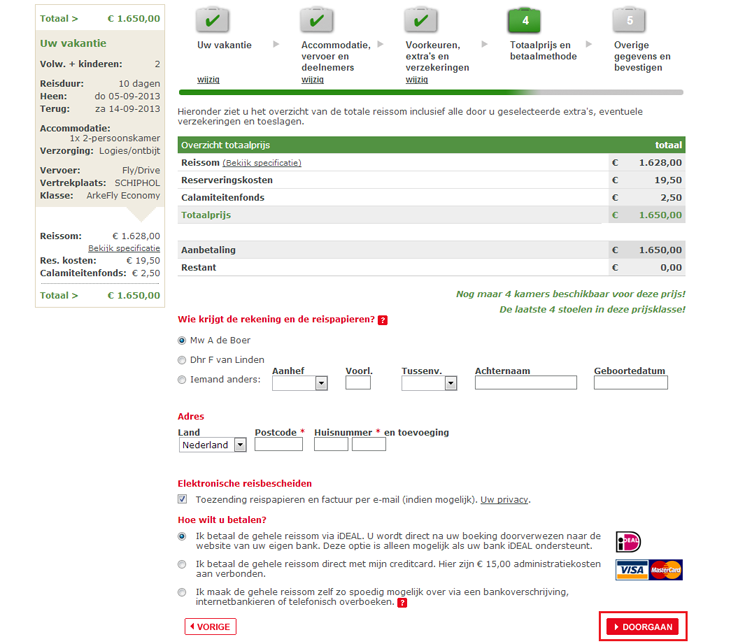 Totaal > € 1.650,00
Uw vakantie
Volw. + kinderen: 2
Reisduur: 10 dagen
Heen: do 05-09-2013
Terug: za 14-09-2013
Accommodatie:
1x 2-persoonskamer
Verzorging: Logies/ontbijt
Vervoer: Fly/Drive
Vertrekplaats: SCHIPHOL
Klasse: ArkeFly Economy
Reissom: € 1.628,00
Bekijk specificatie
Res. kosten: € 19,50
Calamiteitenfonds: € 2,50
Totaal > € 1.650,00
4 5
Uw vakantie
wijzig
Accommodatie,
vervoer en
deelnemers
wijzig
Voorkeuren,
extra's en
verzekeringen
wijzig
Totaalprijs en
betaalmethode
Overige
gegevens en
bevestigen
Hieronder ziet u het overzicht van de totale reissom inclusief alle door u geselecteerde extra's, eventuele
verzekeringen en toeslagen.
Overzicht totaalprijs totaal
Reissom (Bekijk specificatie) € 1.628,00
Reserveringskosten € 19,50
Calamiteitenfonds € 2,50
Totaalprijs € 1.650,00
Aanbetaling € 1.650,00
Restant € 0,00
Nog maar 4 kamers beschikbaar voor deze prijs!
De laatste 4 stoelen in deze prijsklasse!
Wie krijgt de rekening en de reispapieren? ?
Mw A de Boer
Dhr F van Linden
Aanhef Voorl. Tussenv. Achternaam Geboortedatum
Iemand anders:
Adres
Land Postcode * Huisnummer * en toevoeging
Nederland
Elektronische reisbescheiden
Toezending reispapieren en factuur per e-mail (indien mogelijk). Uw privacy.
Hoe wilt u betalen?
Ik betaal de gehele reissom via iDEAL. U wordt direct na uw boeking doorverwezen naar de
website van uw eigen bank. Deze optie is alleen mogelijk als uw bank iDEAL ondersteunt.
iDEAL
Ik betaal de gehele reissom direct met mijn creditcard. Hier zijn € 15,00 administratiekosten
aan verbonden.
VISA MasterCard
Ik maak de gehele reissom zelf zo spoedig mogelijk over via een bankoverschrijving,
internetbankieren of telefonisch overboeken. ?
VORIGE
DOORGAAN